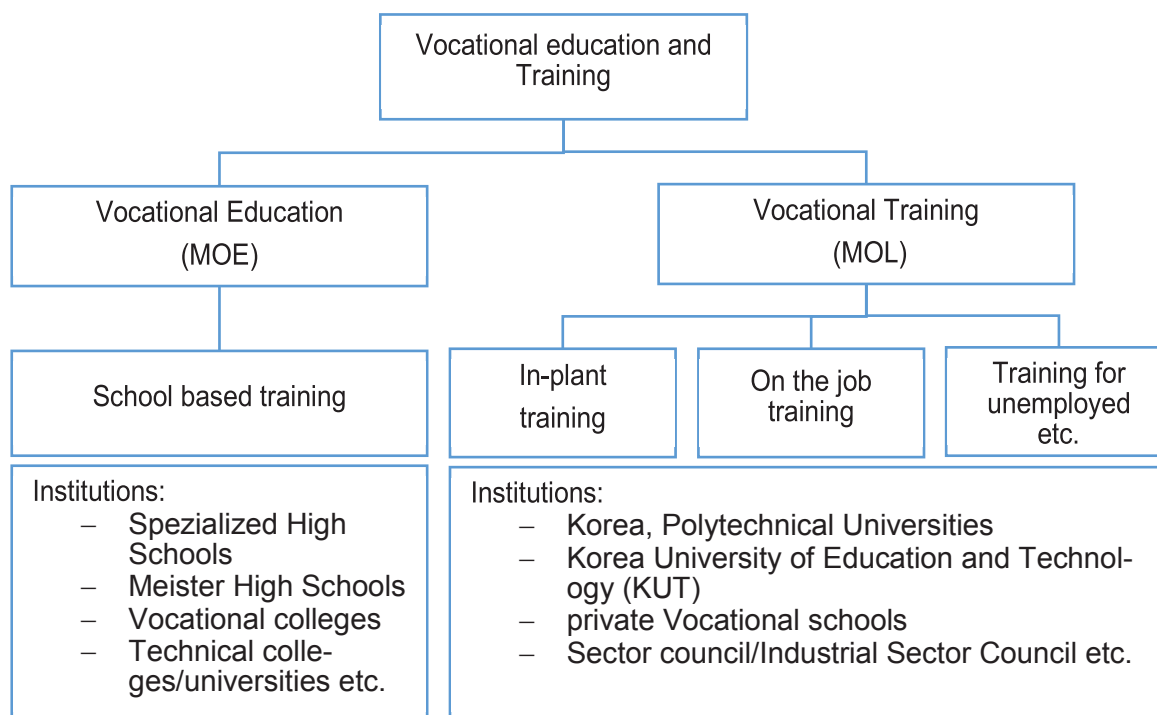 Vocational education and
Training
Vocational Education
(MOE)
Vocational Training
(MOL)
School based training
In-plant
training
On the job
training
Training for
unemployed
etc.
Institutions:
– Spezialized High
Schools
– Meister High Schools
– Vocational colleges
– Technical colle-
ges/universities etc.
Institutions:
– Korea, Polytechnical Universities
– Korea University of Education and Technol-
ogy (KUT)
– private Vocational schools
– Sector council/Industrial Sector Council etc.